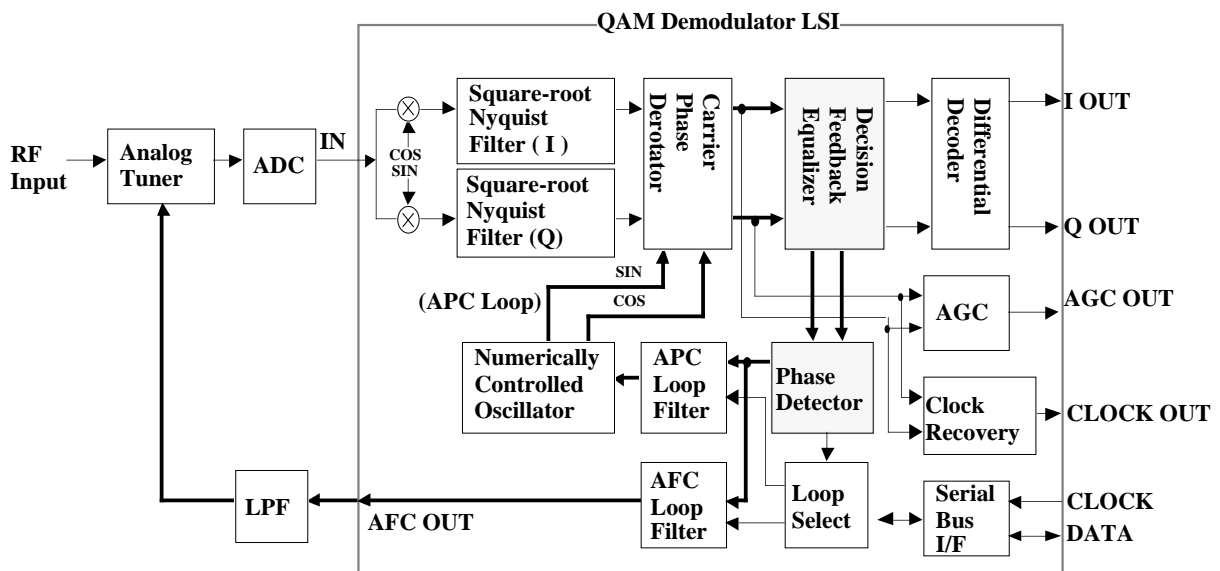 QAM Demodulator LSI
RF
Input
Analog
Tuner
ADC
IN
COS
SIN
Square-root
Nyquist
Filter ( I )
Square-root
Nyquist
Filter (Q)
Carrier
Phase
Derotator
Decision
Feedback
Equalizer
Differential
Decoder
I OUT
Q OUT
SIN
COS
(APC Loop)
AGC
AGC OUT
Numerically
Controlled
Oscillator
APC
Loop
Filter
Phase
Detector
Clock
Recovery
CLOCK OUT
LPF
AFC OUT
AFC
Loop
Filter
Loop
Select
Serial
Bus
I/F
CLOCK
DATA